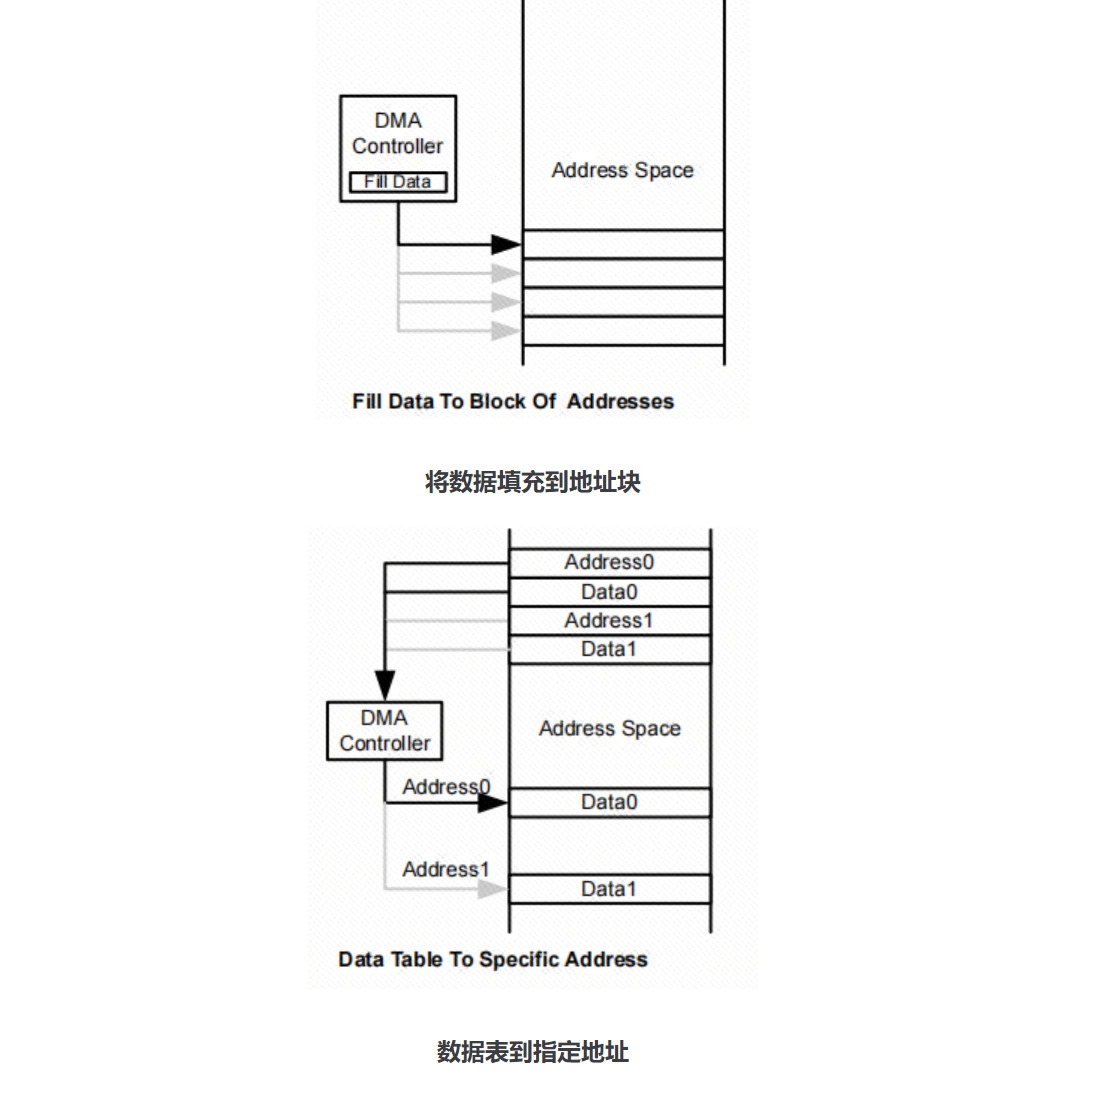 DMA
Controller
Fill Data
Address Space
Fill Data To Block Of Addresses
将数据填充到地址块
Address0
Data0
Address1
Data1
DMA
Controller
Address Space
Address0
Data0
Address1
Data1
Data Table To Specific Address
数据表到指定地址